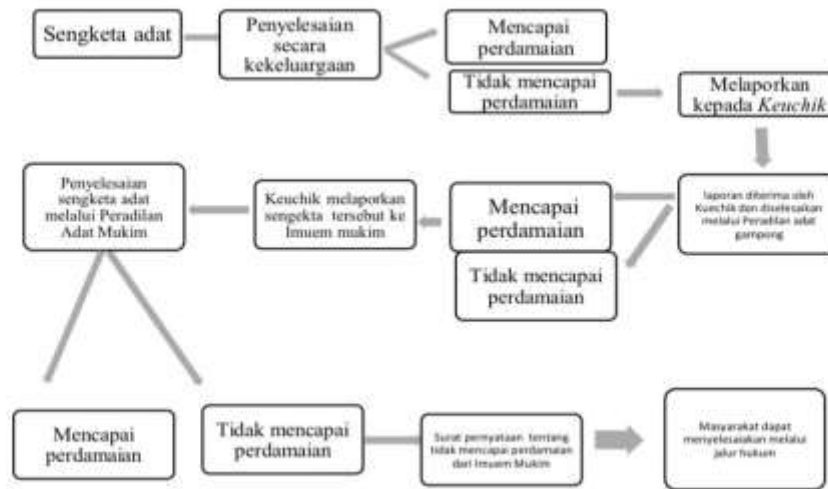 Sengketa adat
Penyelesaian
secara
kekeluargaan
Mencapai
perdamaian
Tidak mencapai
perdamaian
Melaporkan
kepada Keuchik
laporan diterima oleh
Kuechik dan diselesaikan
melalui Peradilan adat
gampong
Mencapai
perdamaian
Tidak mencapai
perdamaian
Keuchik melaporkan
sengekta tersebut ke
Imuem mukim
Penyelesaian
sengketa adat
melalui Peradilan
Adat Mukim
Mencapai
perdamaian
Tidak mencapai
perdamaian
Surat pernyataan tentang
tidak mencapai perdamaian
dari Imuem Mukim
Masyarakat dapat
menyelesaiakan melalui
jalur hukum